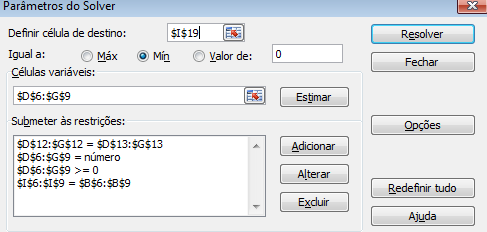 Parâmetros do Solver
Definir célula de destino: $I$19 Resolver
Igual a: Máx Mín Valor de: 0 Fechar
Células variáveis:
$D$6:$G$9 Estimar
Submeter às restrições: Opções
$D$12:$G$12 = $D$13:$G$13 Adicionar
$D$6:$G$9 = número
$D$6:$G$9 >= 0 Alterar
$I$6:$I$9 = $B$6:$B$9 Redefinir tudo
Excluir
Ajuda